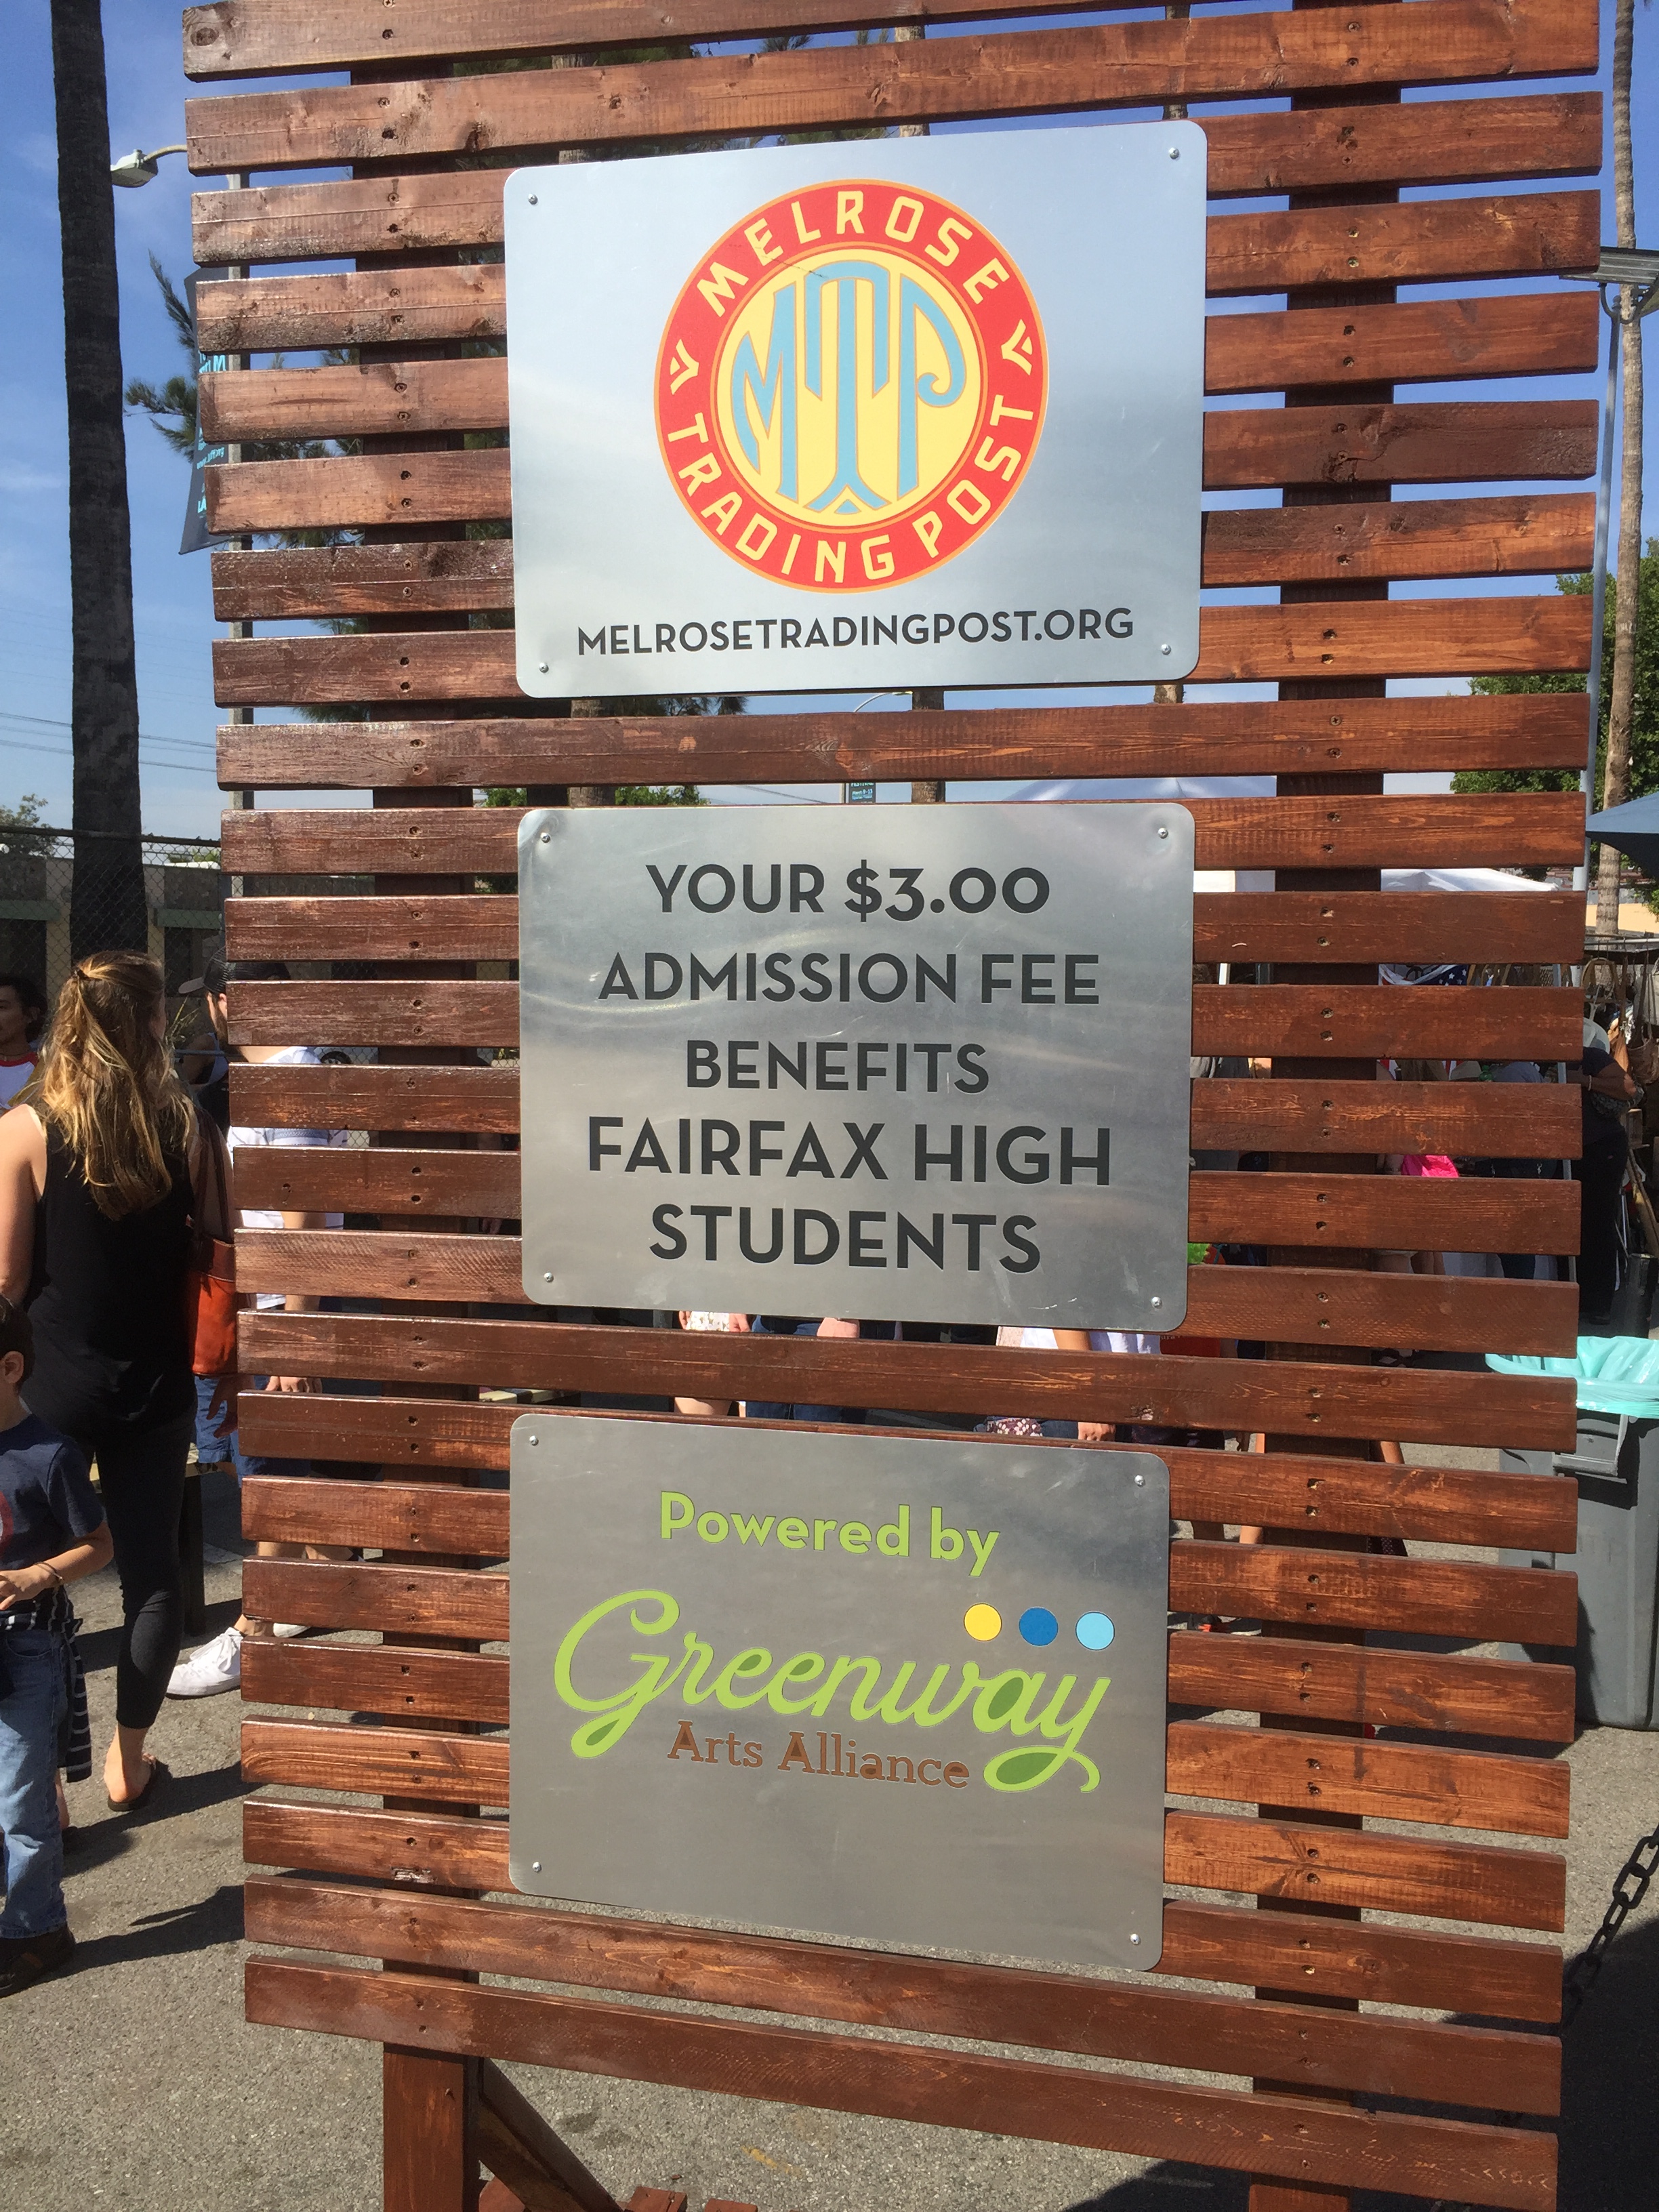 MELROSE
MTP
TRADING POST
MELROSETRADINGPOST.ORG
YOUR $3.00
ADMISSION FEE
BENEFITS
FAIRFAX HIGH
STUDENTS
Powered by
Greenway
Arts Alliance